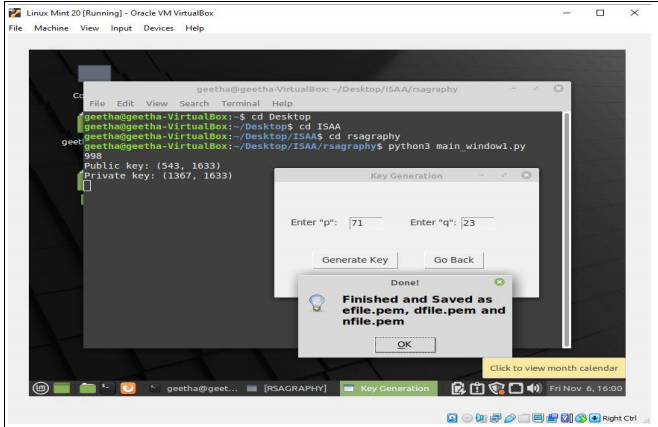 Linux Mint 20 [Running] - Oracle VM VirtualBox
File Machine View Input Devices Help
geetha@geetha-VirtualBox: ~/Desktop/ISAA/rsagraphy
File Edit View Search Terminal Help
geetha@geetha-VirtualBox:~$ cd Desktop
geetha@geetha-VirtualBox:~/Desktop$ cd ISAA
geetha@geetha-VirtualBox:~/Desktop/ISAA$ cd rsagraphy
geetha@geetha-VirtualBox:~/Desktop/ISAA/rsagraphy$ python3 main_window1.py
998
Public key: (543, 1633)
Private key: (1367, 1633)
Key Generation
Enter "p": 71 Enter "q": 23
Generate Key Go Back
Done!
Finished and Saved as
efile.pem, dfile.pem and
nfile.pem
OK
Click to view month calendar
geetha@geet... [RSAGRAPHY] Key Generation Fri Nov 6, 16:00
Right Ctrl